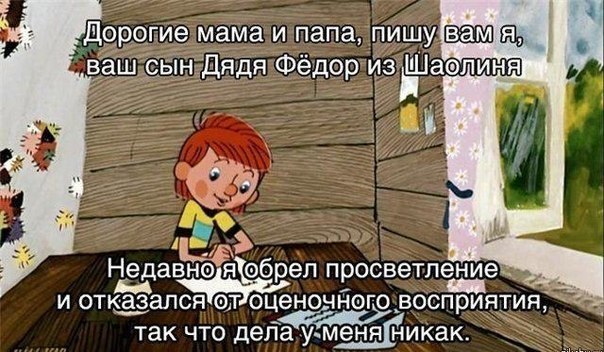 Дорогие мама и папа, пишу вам я,
ваш сын Дядя Фёдор из Шаолиня
Недавно я обрел просветление
и отказался от оценочного восприятия,
так что дела у меня никак.